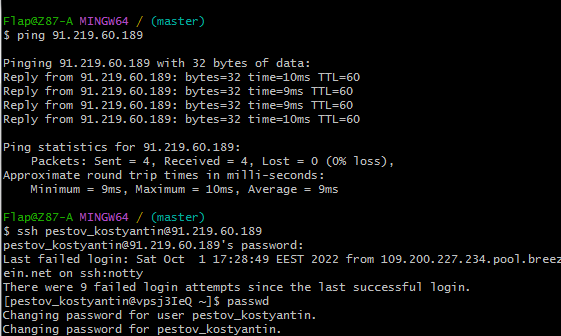 Flap@Z87-A MINGW64 / (master)
$ ping 91.219.60.189
Pinging 91.219.60.189 with 32 bytes of data:
Reply from 91.219.60.189: bytes=32 time=10ms TTL=60
Reply from 91.219.60.189: bytes=32 time=9ms TTL=60
Reply from 91.219.60.189: bytes=32 time=9ms TTL=60
Reply from 91.219.60.189: bytes=32 time=10ms TTL=60
Ping statistics for 91.219.60.189:
    Packets: Sent = 4, Received = 4, Lost = 0 (0% loss),
Approximate round trip times in milli-seconds:
    Minimum = 9ms, Maximum = 10ms, Average = 9ms
Flap@Z87-A MINGW64 / (master)
$ ssh pestov_kostyantin@91.219.60.189
pestov_kostyantin@91.219.60.189's password:
Last failed login: Sat Oct  1 17:28:49 EEST 2022 from 109.200.227.234.pool.breez
ein.net on ssh:notty
There were 9 failed login attempts since the last successful login.
[pestov_kostyantin@vpsj3IeQ ~]$ passwd
Changing password for user pestov_kostyantin.
Changing password for pestov_kostyantin.